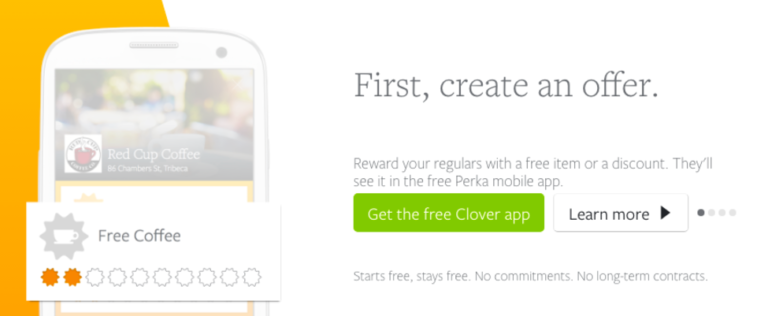 Red Cup Coffee
86 Chambers St, Tribeca
Free Coffee
First, create an offer.
Reward your regulars with a free item or a discount. They'll
see it in the free Perka mobile app.
Get the free Clover app
Learn more
Starts free, stays free. No commitments. No long-term contracts.